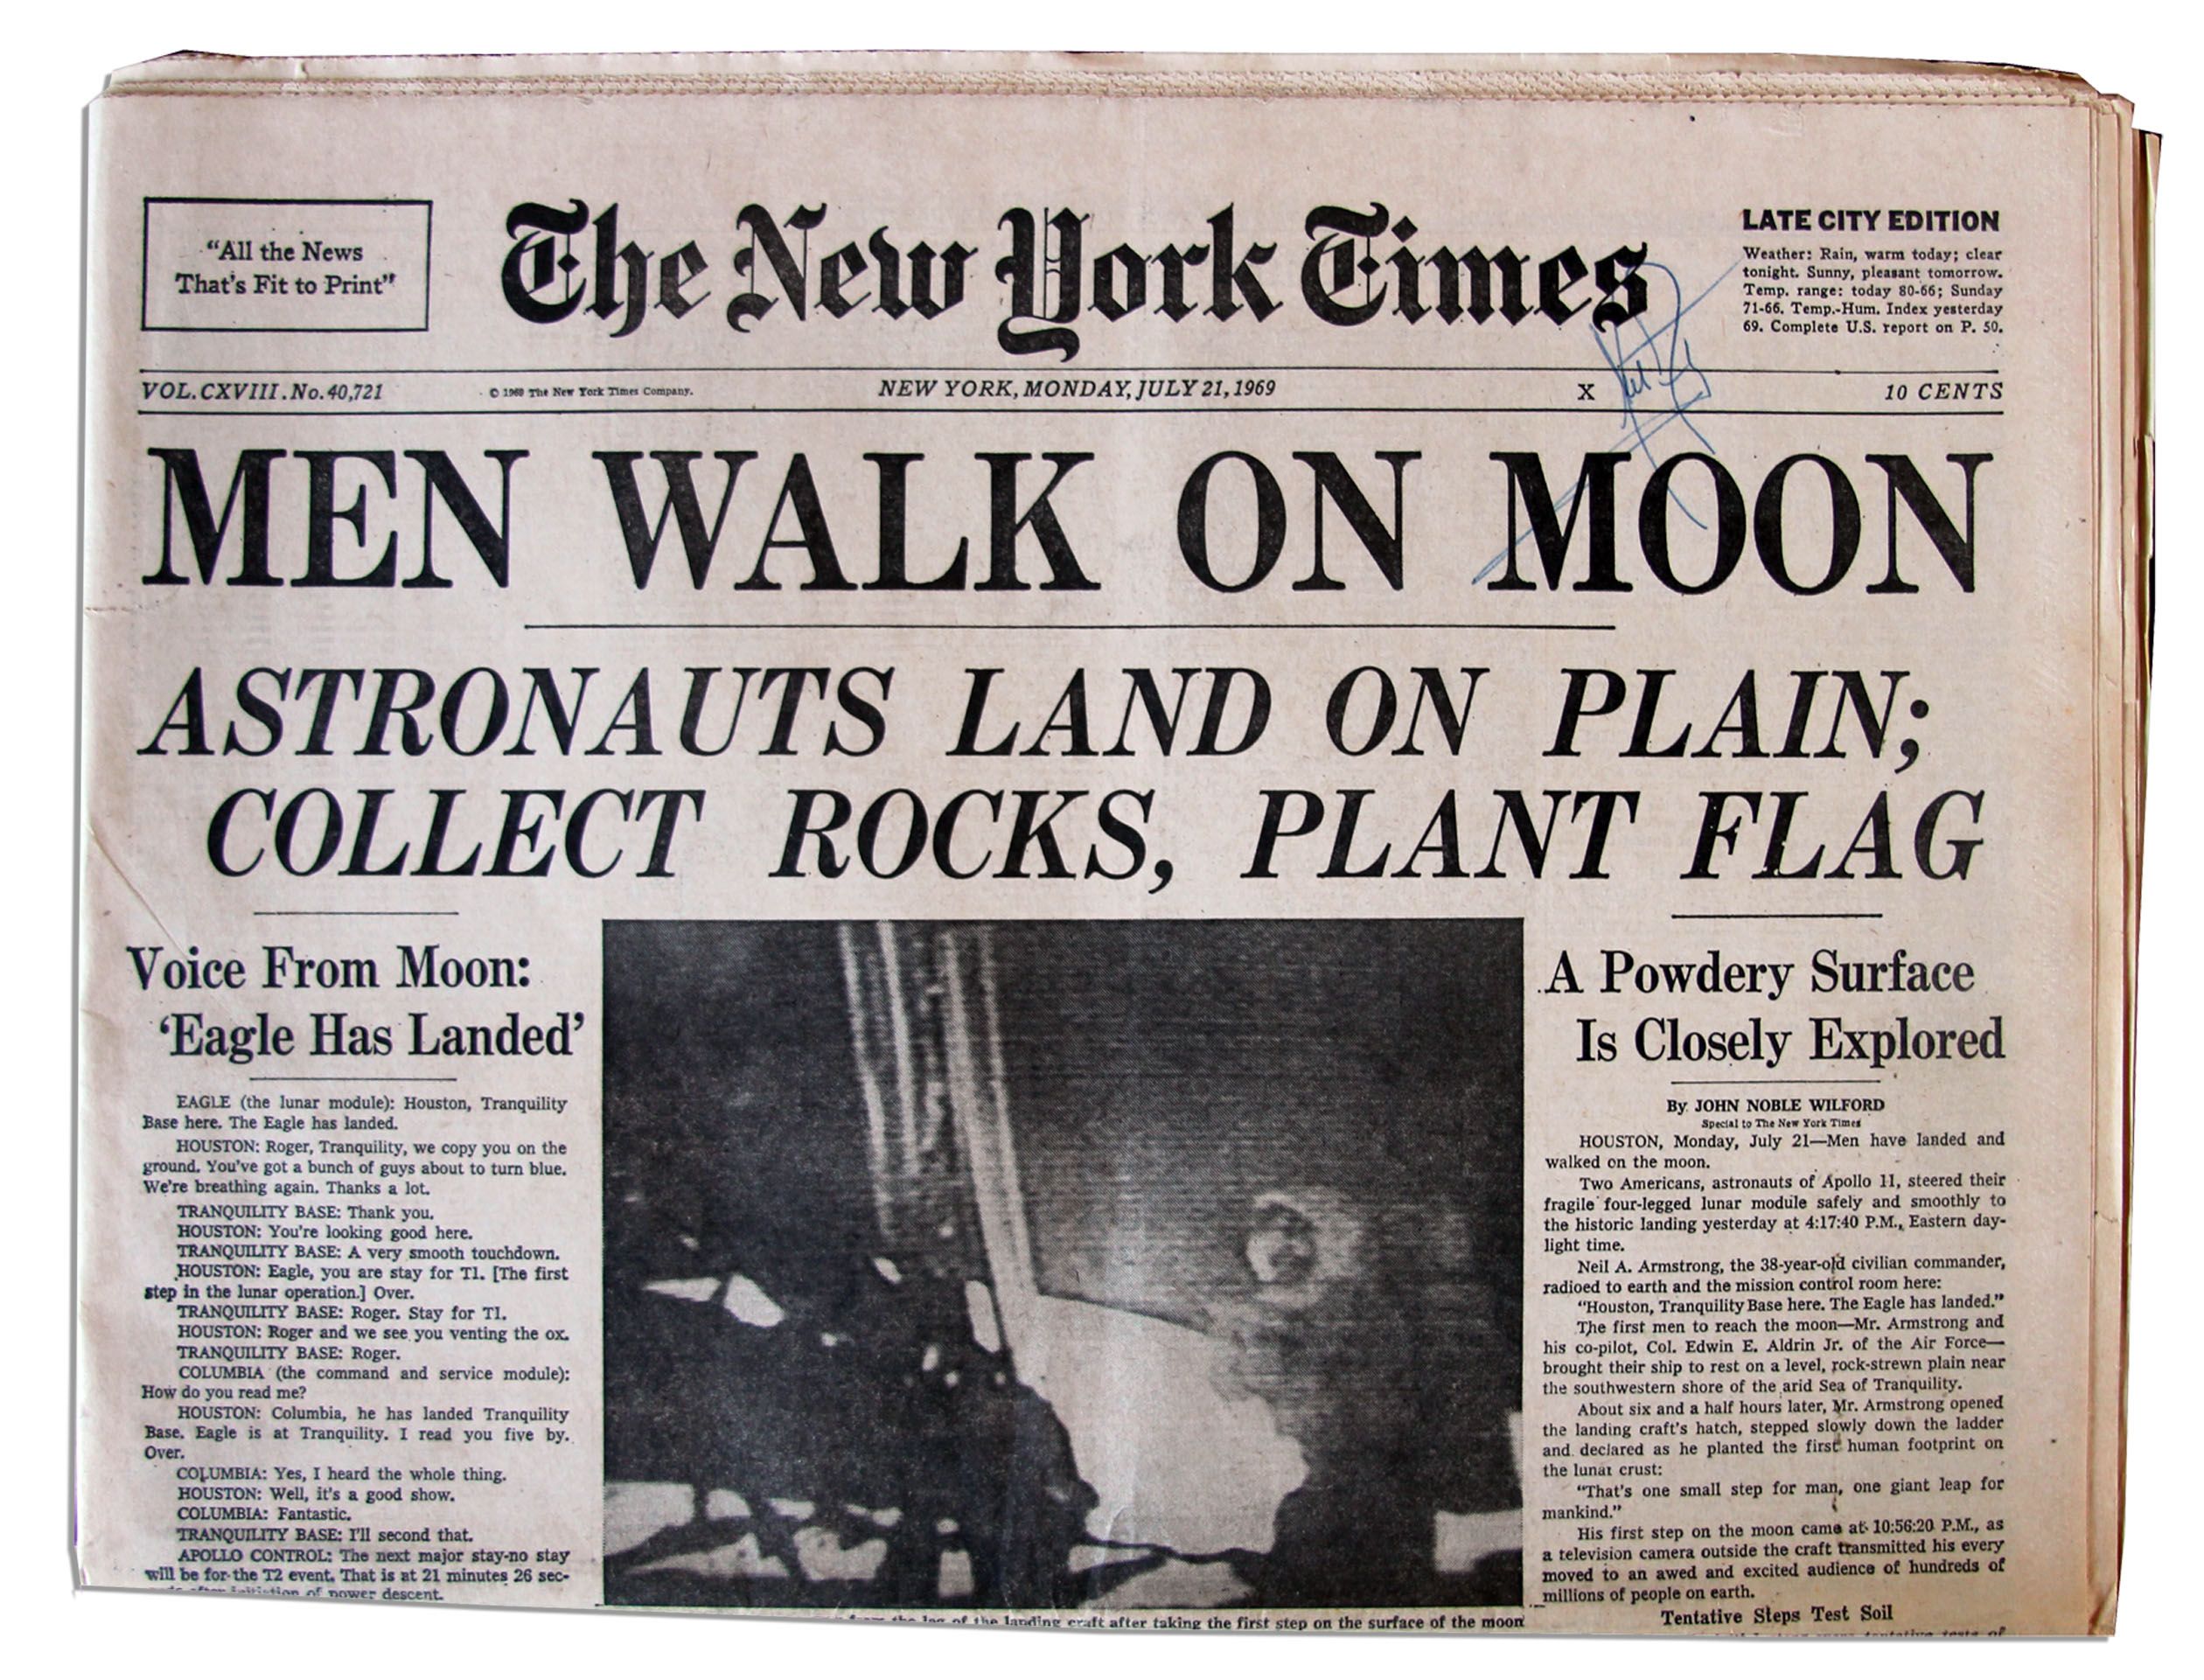 "All the News
That's Fit to Print"
The New York Times
LATE CITY EDITION
Weather: Rain, warm today; clear
tonight. Sunny, pleasant tomorrow.
Temp. range: today 80-66; Sunday
71-66. Temp.-Hum. Index yesterday
69. Complete U.S. report on P. 50.
VOL.CXVIII.No.40,721
© 1969 The New York Times Company.
NEW YORK, MONDAY, JULY 21, 1969
X
10 CENTS
MEN WALK ON MOON
ASTRONAUTS LAND ON PLAIN;
COLLECT ROCKS, PLANT FLAG
Voice From Moon:
'Eagle Has Landed'
EAGLE (the lunar module): Houston, Tranquility
Base here. The Eagle has landed.
HOUSTON: Roger, Tranquility, we copy you on the
ground. You've got a bunch of guys about to turn blue.
We're breathing again. Thanks a lot.
TRANQUILITY BASE: Thank you.
HOUSTON: You're looking good here.
TRANQUILITY BASE: A very smooth touchdown.
HOUSTON: Eagle, you are stay for T1. [The first
step in the lunar operation.] Over.
TRANQUILITY BASE: Roger. Stay for T1.
HOUSTON: Roger and we see you venting the ox.
TRANQUILITY BASE: Roger.
COLUMBIA (the command and service module):
How do you read me?
HOUSTON: Columbia, he has landed Tranquility
Base. Eagle is at Tranquility. I read you five by.
Over.
COLUMBIA: Yes, I heard the whole thing.
HOUSTON: Well, it's a good show.
COLUMBIA: Fantastic.
TRANQUILITY BASE: I'll second that.
APOLLO CONTROL: The next major stay-no stay
will be for the T2 event. That is at 21 minutes 26 sec-
after initiation of power descent.
from the leg of the landing craft after taking the first step on the surface of the moon
A Powdery Surface
Is Closely Explored
By JOHN NOBLE WILFORD
Special to The New York Times
HOUSTON, Monday, July 21—Men have landed and
walked on the moon.
Two Americans, astronauts of Apollo 11, steered their
fragile four-legged lunar module safely and smoothly to
the historic landing yesterday at 4:17:40 P.M., Eastern day-
light time.
Neil A. Armstrong, the 38-year-old civilian commander,
radioed to earth and the mission control room here:
"Houston, Tranquility Base here. The Eagle has landed."
The first men to reach the moon—Mr. Armstrong and
his co-pilot, Col. Edwin E. Aldrin Jr. of the Air Force—
brought their ship to rest on a level, rock-strewn plain near
the southwestern shore of the arid Sea of Tranquility.
About six and a half hours later, Mr. Armstrong opened
the landing craft's hatch, stepped slowly down the ladder
and declared as he planted the first human footprint on
the lunar crust:
"That's one small step for man, one giant leap for
mankind."
His first step on the moon came at 10:56:20 P.M., as
a television camera outside the craft transmitted his every
moved to an awed and excited audience of hundreds of
millions of people on earth.
Tentative Steps Test Soil